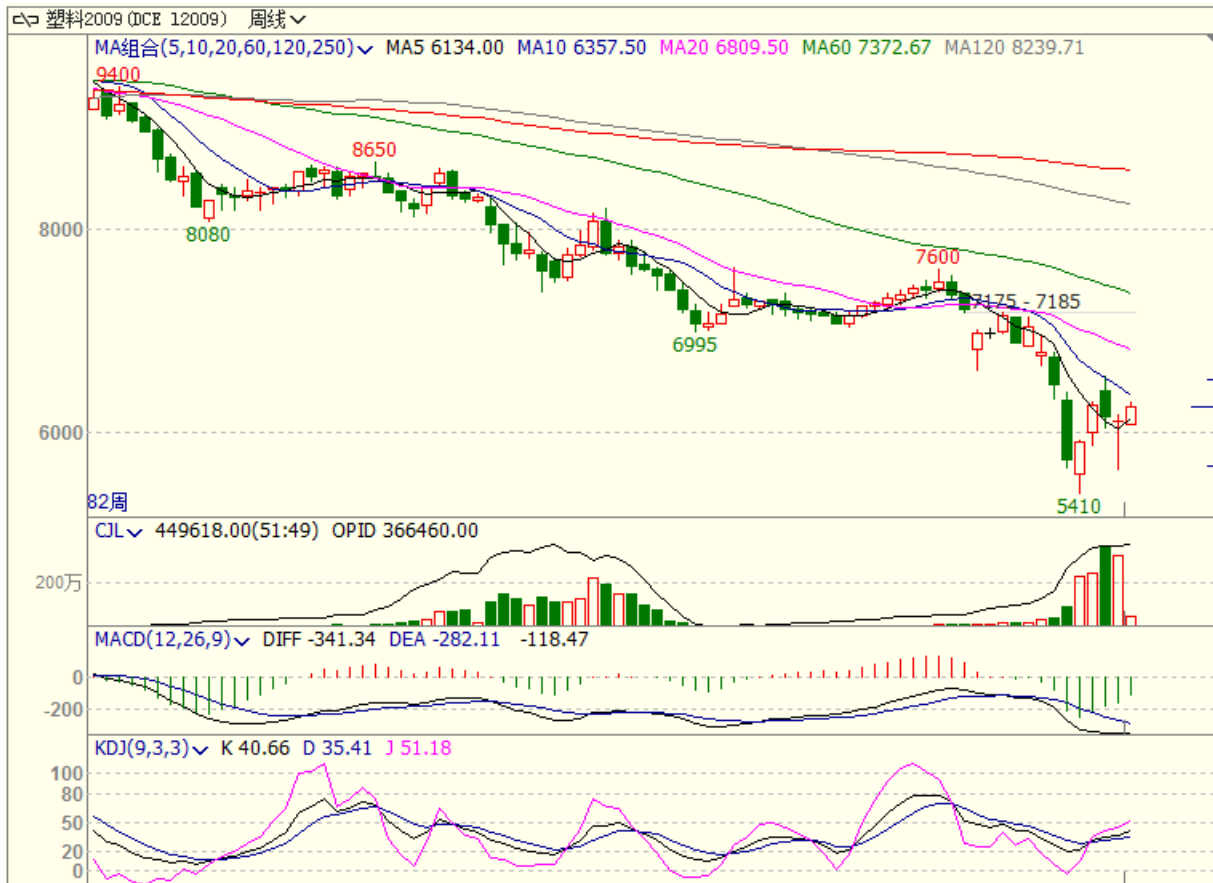 塑料2009(DCE l2009) 周线
MA组合(5,10,20,60,120,250) MA5 6134.00 MA10 6357.50 MA20 6809.50 MA60 7372.67 MA120 8239.71
9400
8650
8000
8080
7600
7175 - 7185
6995
6000
5410
82周
CJL 449618.00(51:49) OPID 366460.00
200万
MACD(12,26,9) DIFF -341.34 DEA -282.11 -118.47
0
-200
KDJ(9,3,3) K 40.66 D 35.41 J 51.18
100
80
50
20
0